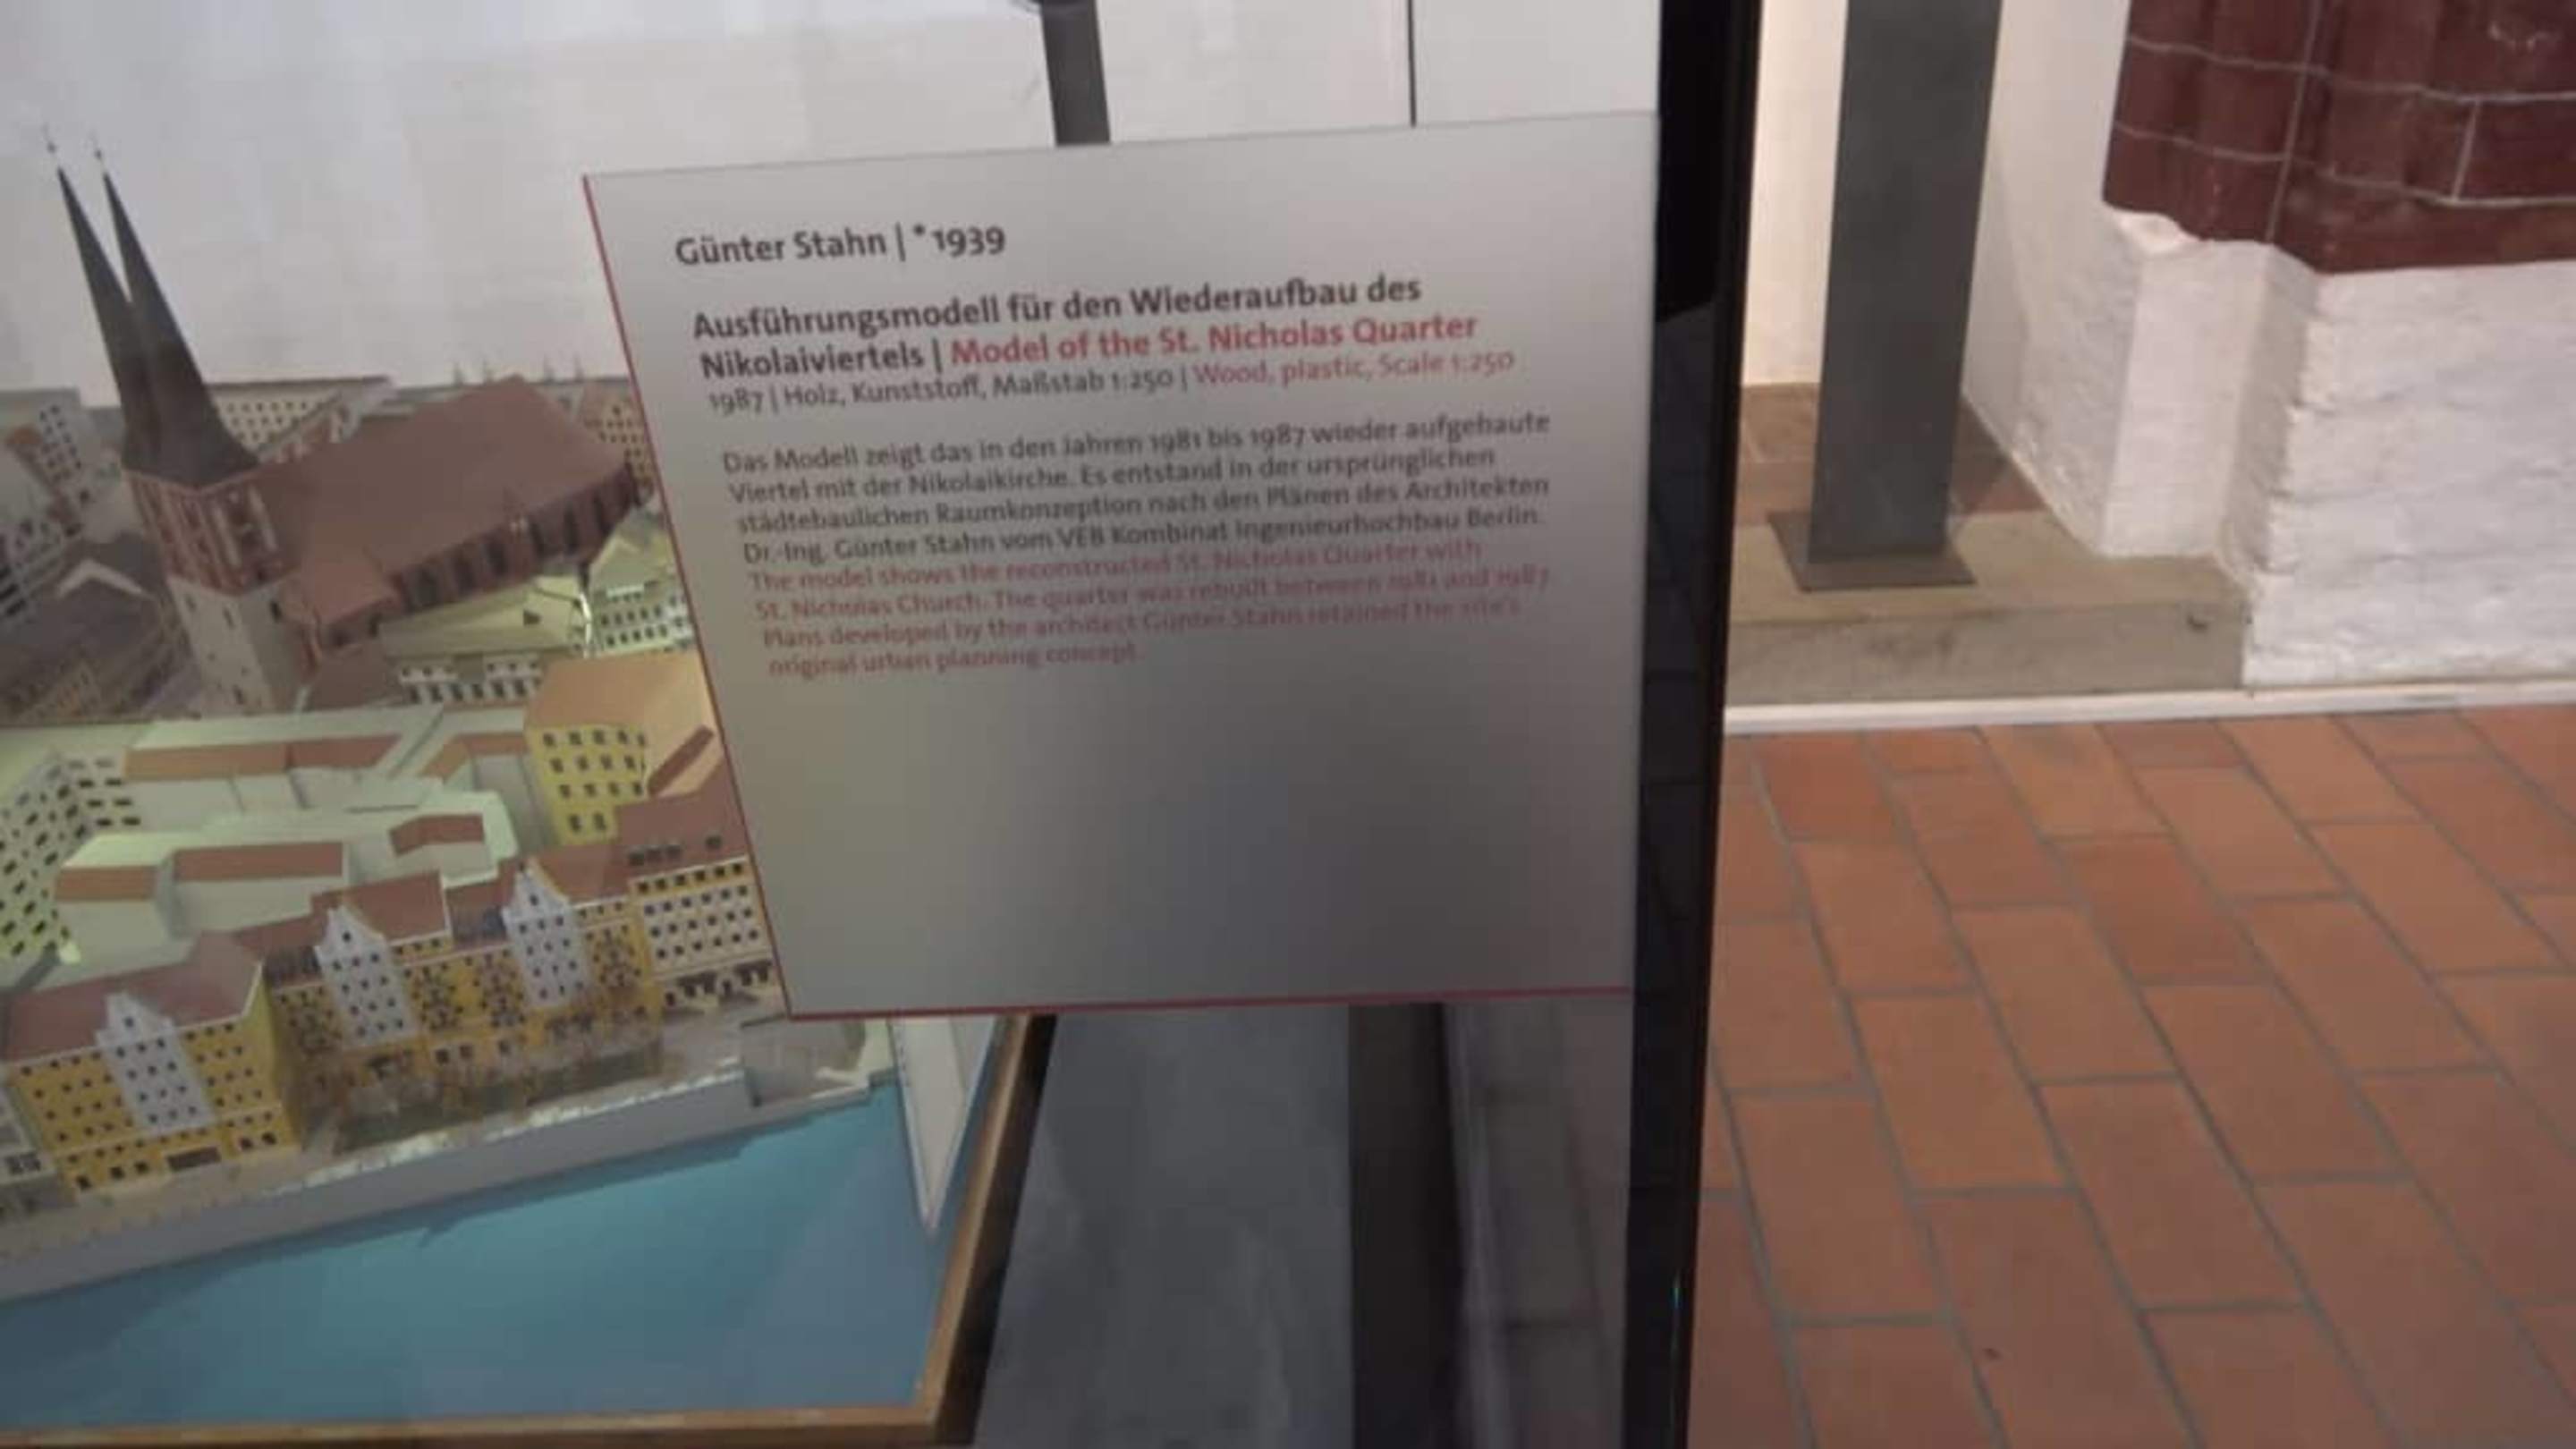 Günter Stahn | * 1939
Ausführungsmodell für den Wiederaufbau des
Nikolaiviertels | Model of the St. Nicholas Quarter
1987 | Holz, Kunststoff, Maßstab 1:250 | Wood, plastic, Scale 1:250
Das Modell zeigt das in den Jahren 1981 bis 1987 wieder aufgebaute
Viertel mit der Nikolaikirche. Es entstand in der ursprünglichen
städtebaulichen Raumkonzeption nach den Plänen des Architekten
Dr.-Ing. Günter Stahn vom VEB Kombinat Ingenieurhochbau Berlin.
The model shows the reconstructed St. Nicholas Quarter with
St. Nicholas Church. The quarter was rebuilt between 1981 and 1987.
Plans developed by the architect Günter Stahn retained the site's
original urban planning concept.